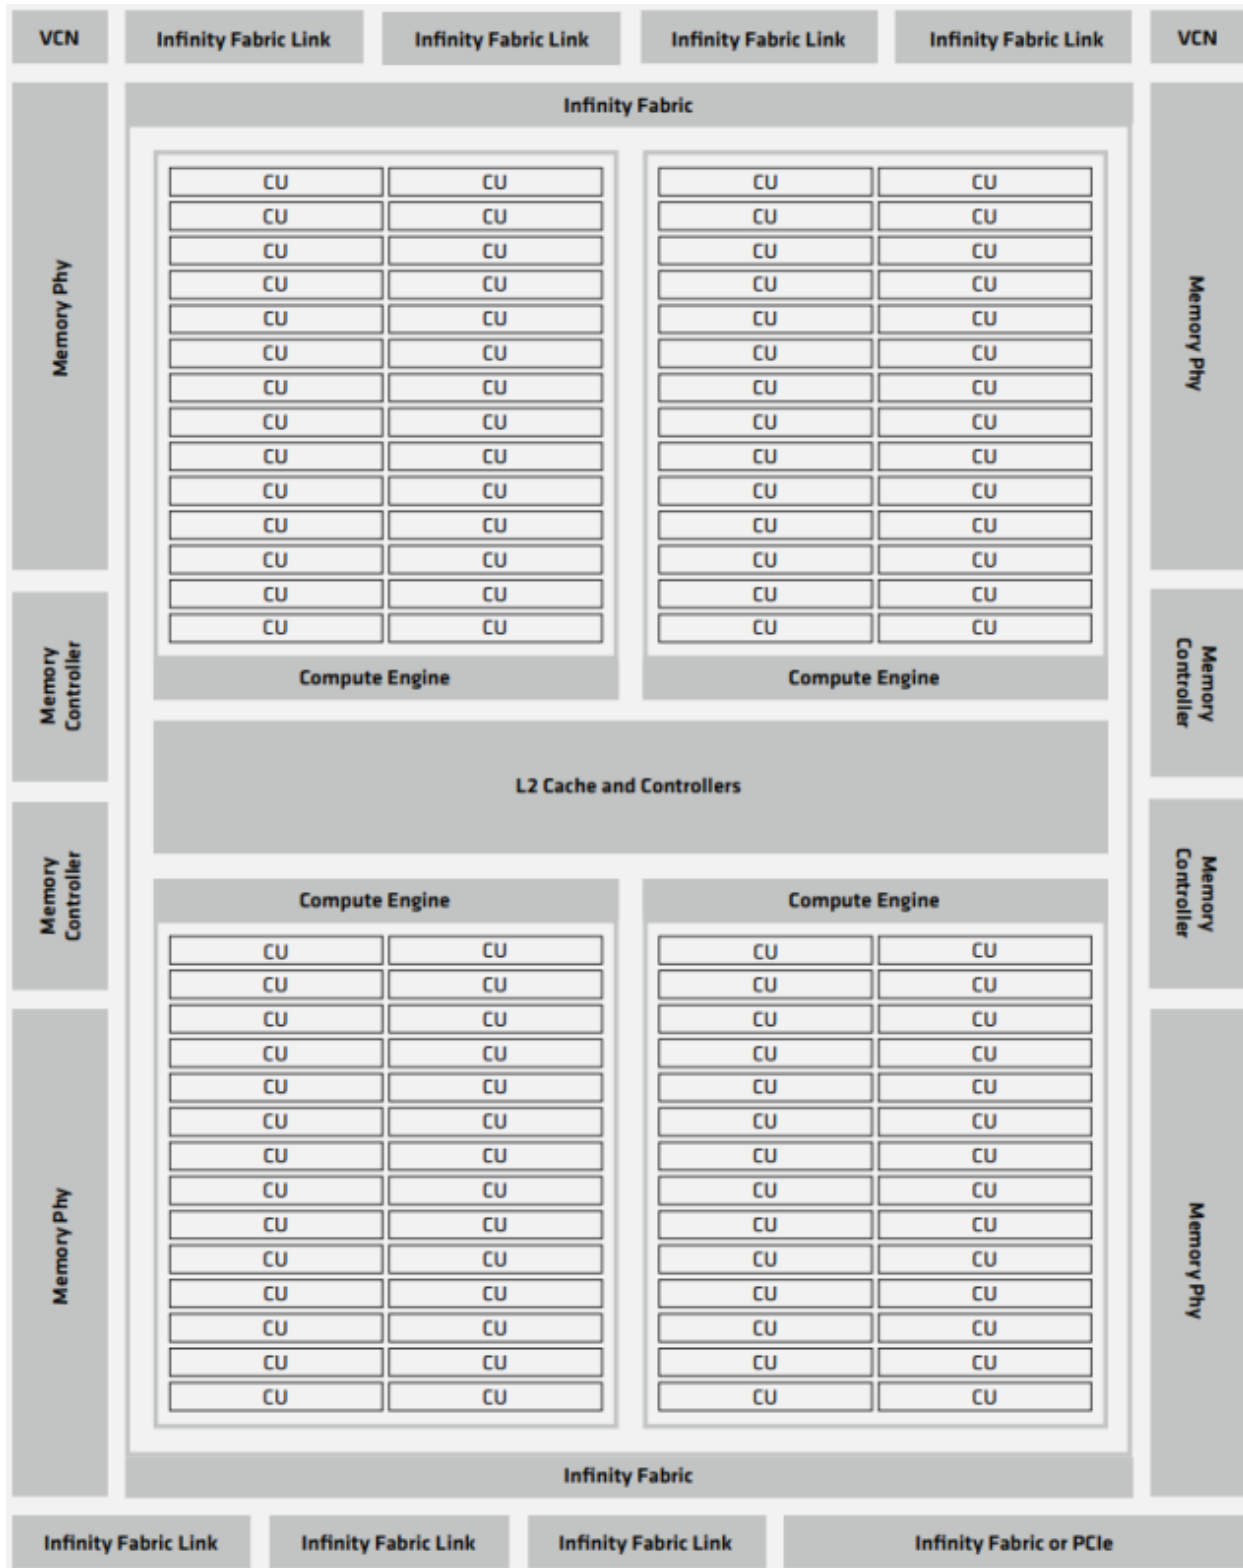 VCN Infinity Fabric Link Infinity Fabric Link Infinity Fabric Link Infinity Fabric Link VCN
Infinity Fabric
Memory Phy
Memory Phy
CU CU CU CU
CU CU CU CU
CU CU CU CU
CU CU CU CU
CU CU CU CU
CU CU CU CU
CU CU CU CU
CU CU CU CU
CU CU CU CU
CU CU CU CU
CU CU CU CU
CU CU CU CU
CU CU CU CU
CU CU CU CU
Compute Engine Compute Engine
Memory
Controller
Memory
Controller
L2 Cache and Controllers
Memory
Controller
Memory
Controller
Compute Engine Compute Engine
CU CU CU CU
CU CU CU CU
CU CU CU CU
CU CU CU CU
CU CU CU CU
CU CU CU CU
CU CU CU CU
CU CU CU CU
CU CU CU CU
CU CU CU CU
CU CU CU CU
CU CU CU CU
CU CU CU CU
CU CU CU CU
Memory Phy
Memory Phy
Infinity Fabric
Infinity Fabric Link Infinity Fabric Link Infinity Fabric Link Infinity Fabric or PCIe